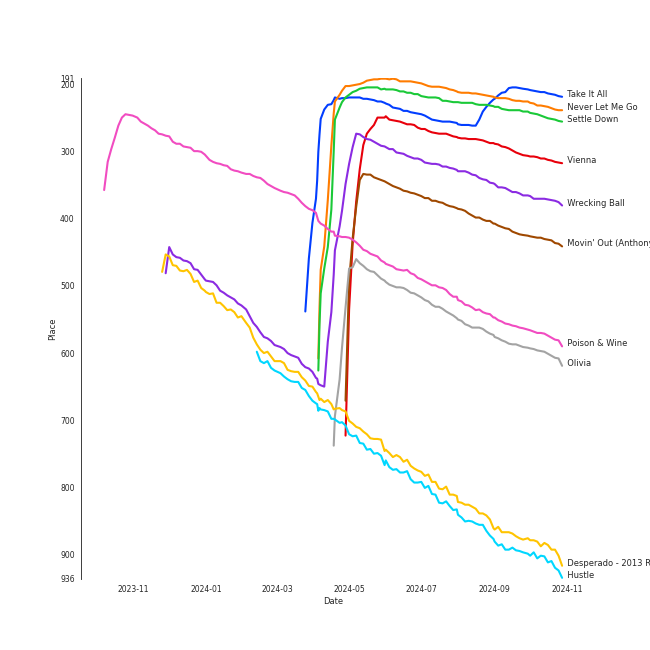 191
200
300
400
500
600
700
800
900
936
Place
2023-11
2024-01
2024-03
2024-05
2024-07
2024-09
2024-11
Date
Take It All
Never Let Me Go
Settle Down
Vienna
Wrecking Ball
Movin' Out (Anthony
Poison & Wine
Olivia
Desperado - 2013 R
Hustle